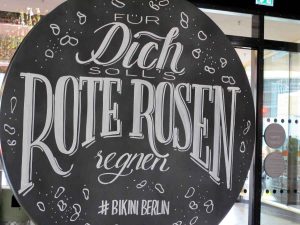 FÜR
Dich
SOLL'S
ROTE ROSEN
regnen
# BIKINI BERLIN